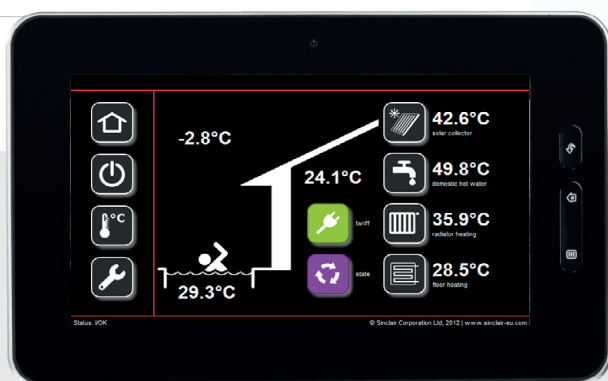 °C
-2.8°C
24.1°C
29.3°C
tariff
state
42.6°C
solar collector
49.8°C
domestic hot water
35.9°C
radiator heating
28.5°C
floor heating
Status: I/OK
© Sinclair Corporation Ltd, 2012 | www.sinclair-eu.com